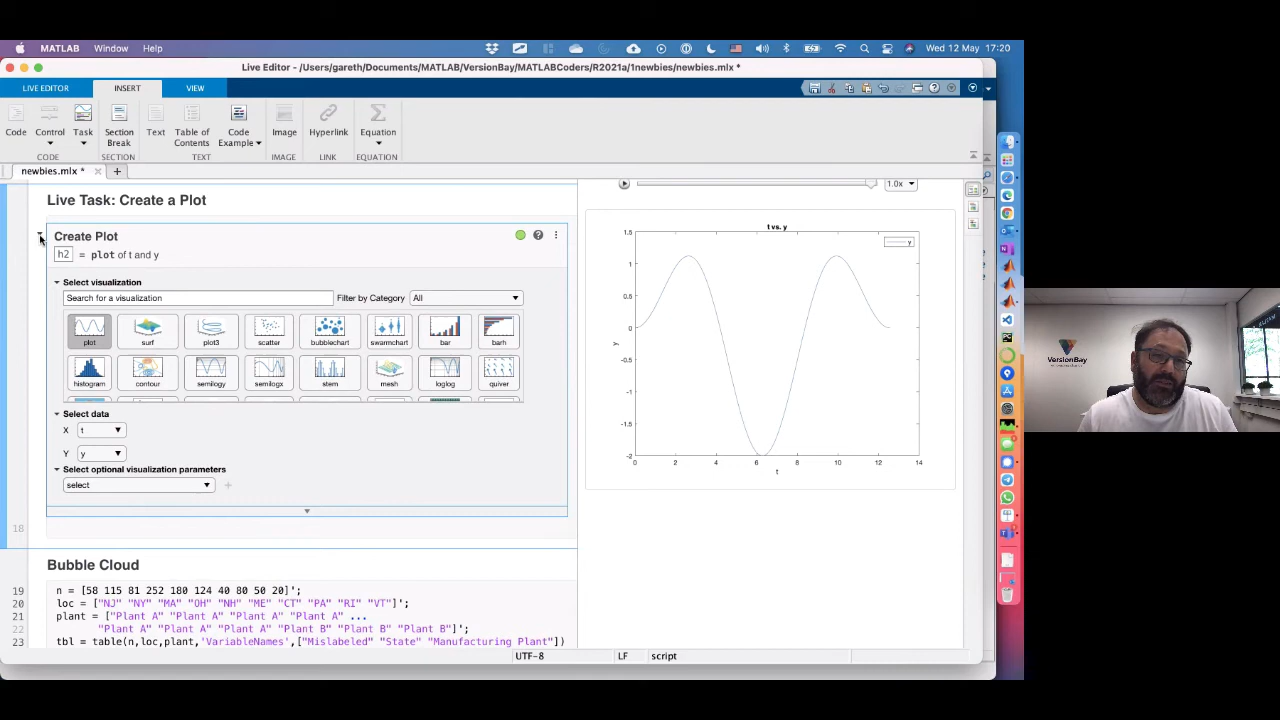 MATLAB Window Help Wed 12 May 17:20
Live Editor - /Users/gareth/Documents/MATLAB/VersionBay/MATLABCoders/R2021a/1newbies/newbies.mlx *
LIVE EDITOR INSERT VIEW
Code Control Task Section Break Text Table of Contents Code Example Image Hyperlink Equation
CODE SECTION TEXT IMAGE LINK EQUATION
newbies.mlx *
Live Task: Create a Plot
Create Plot
h2 = plot of t and y
Select visualization
Search for a visualization Filter by Category All
plot surf plot3 scatter bubblechart swarmchart bar barh
histogram contour semilogy semilogx stem mesh loglog quiver
Select data
X t
Y y
Select optional visualization parameters
select
18
Bubble Cloud
19 n = [58 115 81 252 180 124 40 80 50 20]';
20 loc = ["NJ" "NY" "MA" "OH" "NH" "ME" "CT" "PA" "RI" "VT"]';
21 plant = ["Plant A" "Plant A" "Plant A" "Plant A" ...
22 "Plant A" "Plant A" "Plant A" "Plant B" "Plant B" "Plant B"]';
23 tbl = table(n,loc,plant,'VariableNames',["Mislabeled" "State" "Manufacturing Plant"])
1.0x
t vs. y
y
1.5
1
0.5
0
-0.5
-1
-1.5
-2
0 2 4 6 8 10 12 14
y
t
UTF-8 LF script
VersionBay